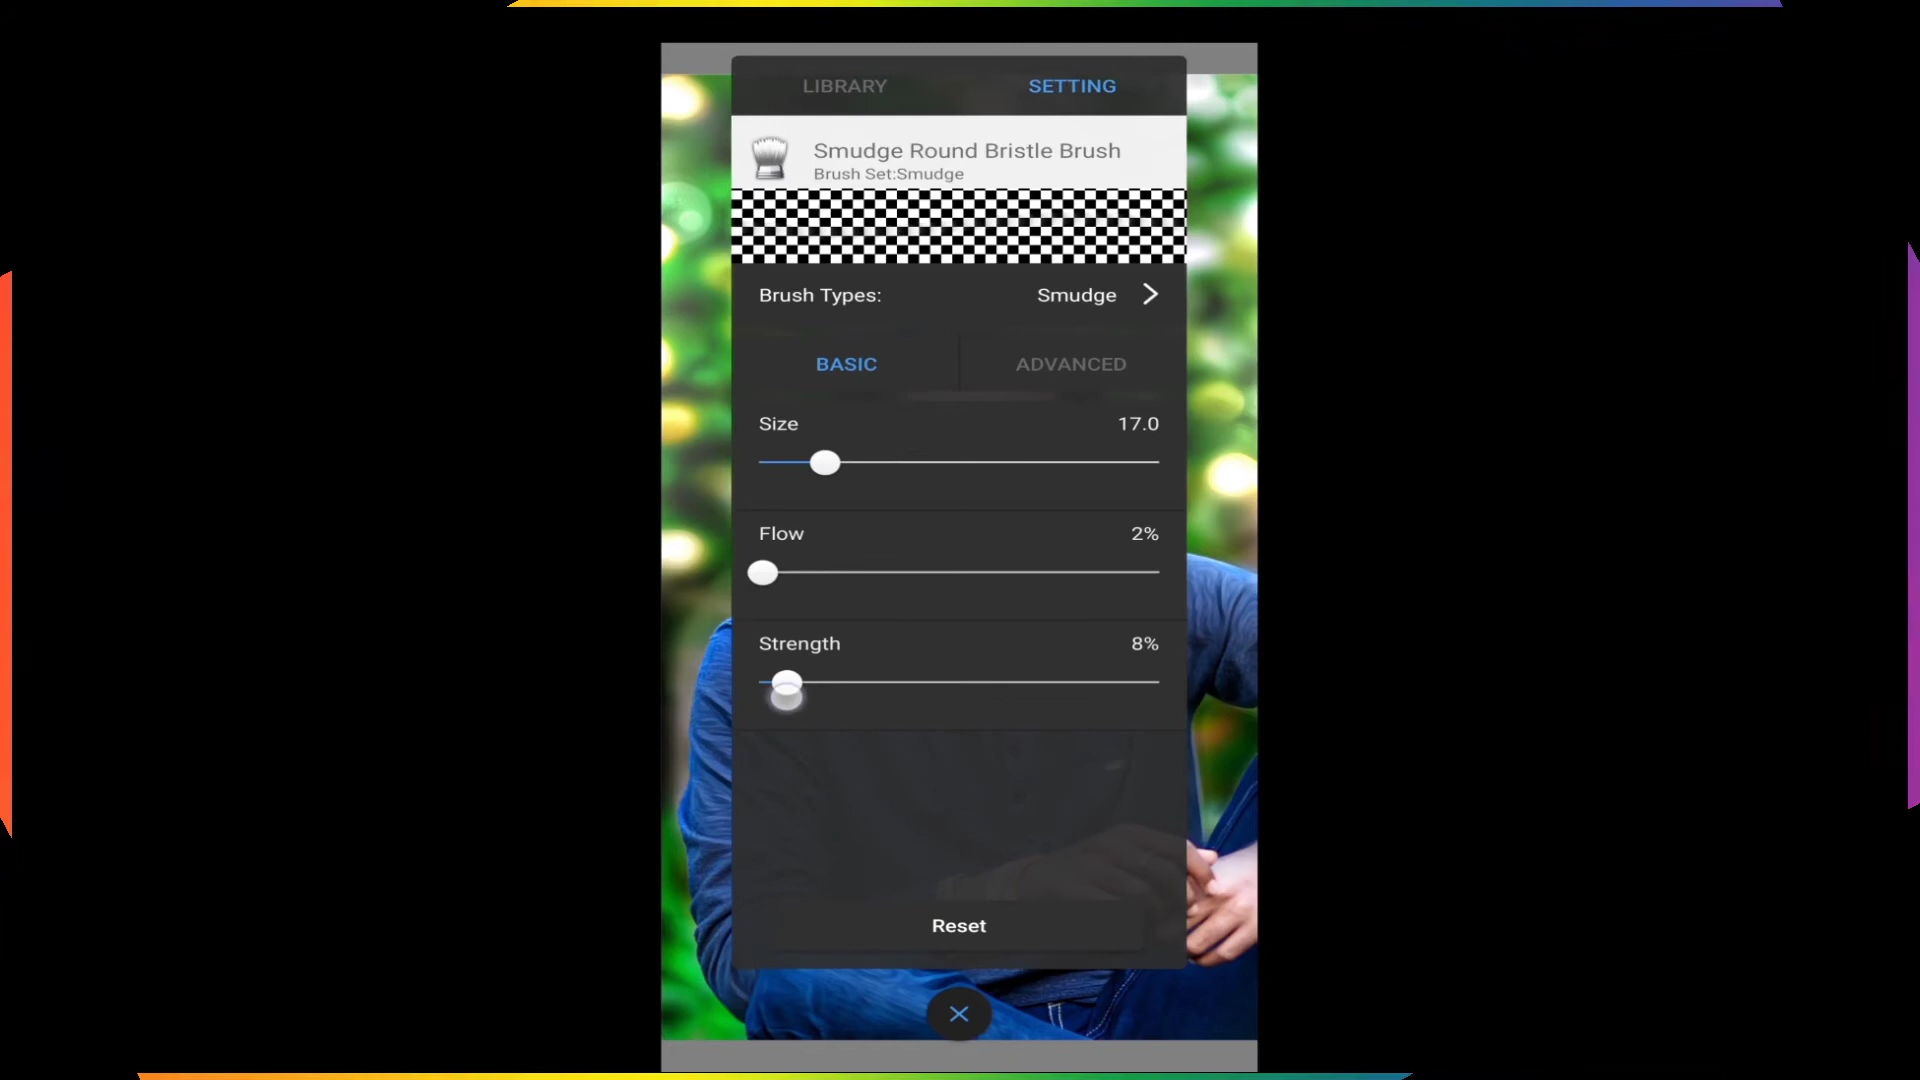 LIBRARY SETTING
Smudge Round Bristle Brush
Brush Set:Smudge
Brush Types: Smudge
BASIC ADVANCED
Size 17.0
Flow 2%
Strength 8%
Reset